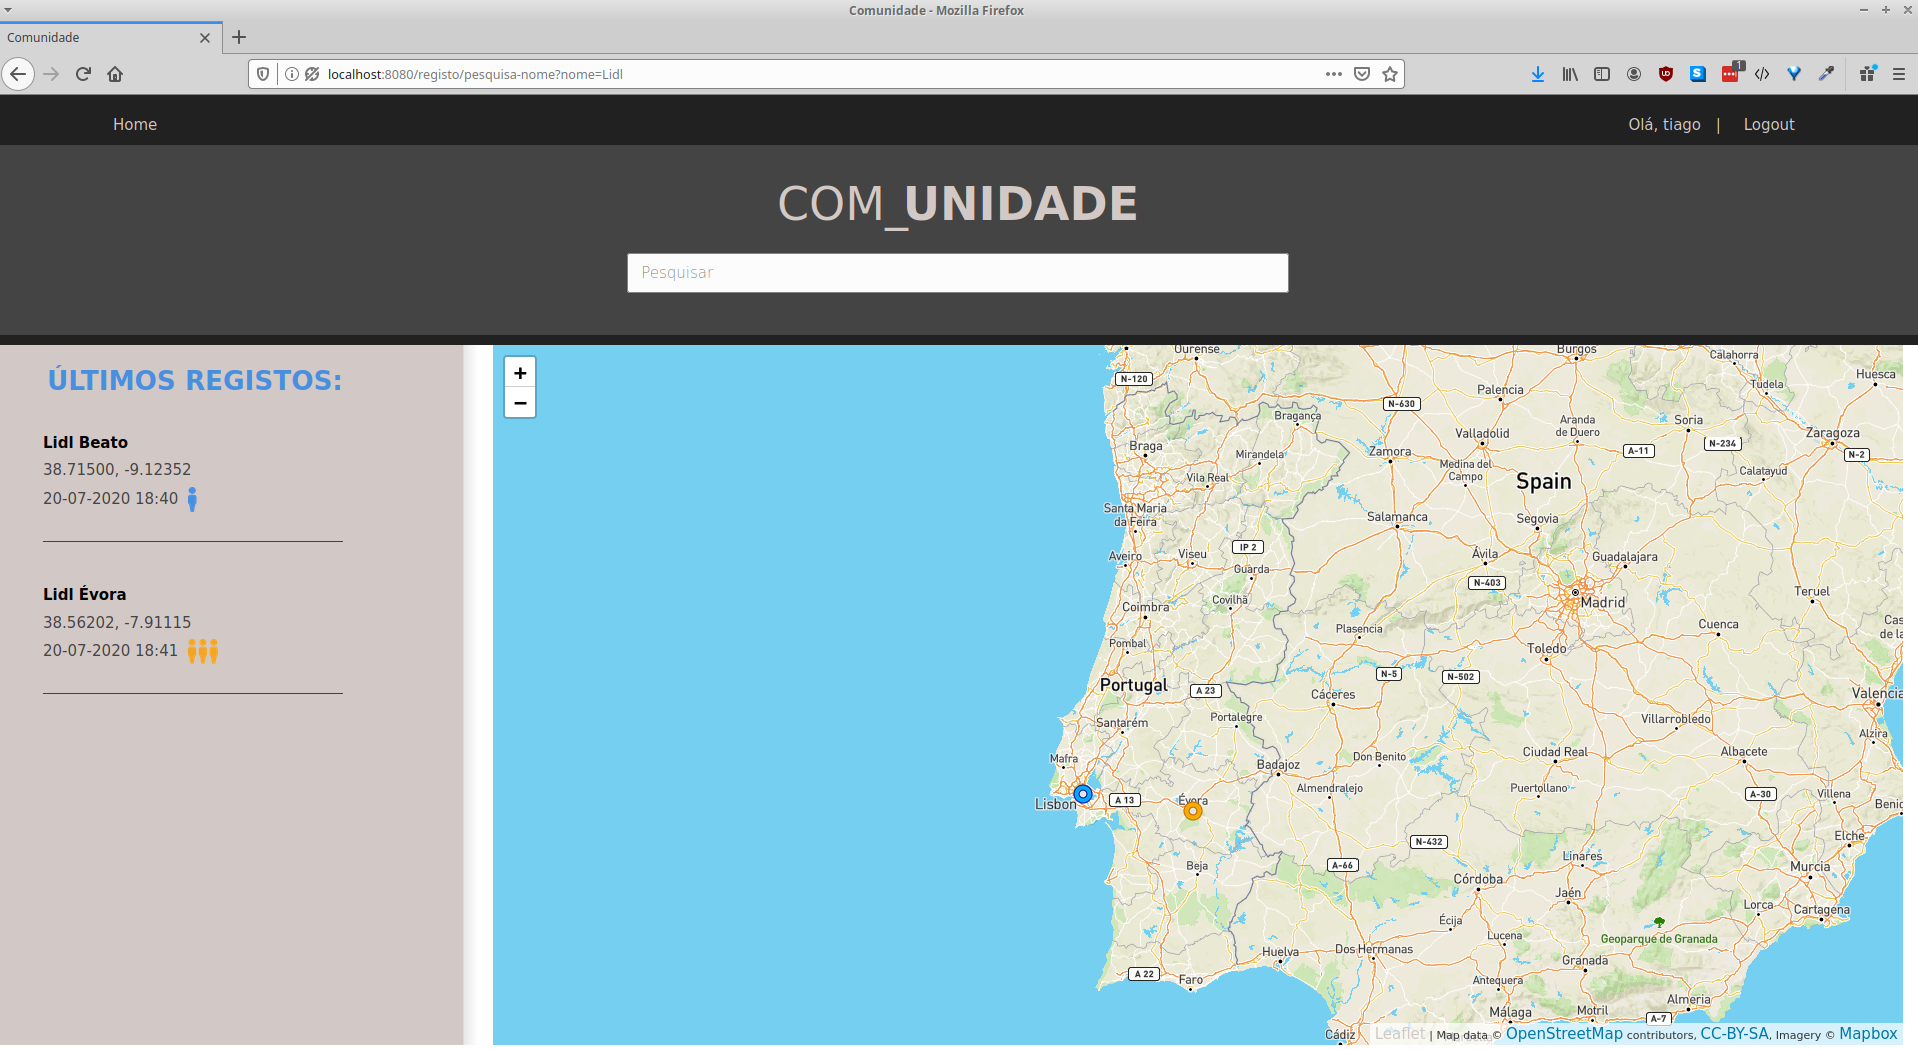 Comunidade - Mozilla Firefox
Comunidade
localhost:8080/registo/pesquisa-nome?nome=Lidl
1
Home
Olá, tiago | Logout
COM_UNIDADE
Pesquisar
ÚLTIMOS REGISTOS:
Lidl Beato
38.71500, -9.12352
20-07-2020 18:40
Lidl Évora
38.56202, -7.91115
20-07-2020 18:41
+
−
Ourense
Burgos
Calahorra
Huesca
N-120
Tudela
Palencia
N-630
Bragança
Aranda
de Duero
Soria
Braga
Valladolid
Zaragoza
N-234
Mirandela
Zamora
A-11
N-2
Medina del
Campo
Calatayud
Vila Real
Spain
Santa Maria
da Feira
Salamanca
Segovia
IP 2
Aveiro
Viseu
Ávila
Guadalajara
Guarda
N-403
Teruel
Covilhã
Madrid
Coimbra
Plasencia
Cuenca
Pombal
Toledo
N-5
N-502
Portugal
A 23
Cáceres
Valencia
Santarém
Portalegre
Villarrobledo
Alzira
Mafra
Badajoz
Don Benito
Ciudad Real
Albacete
Lisbon
A 13
Évora
Almendralejo
Puertollano
A-30
Villena
N-432
Elche
Beja
A-66
Linares
Murcia
Córdoba
Jaén
Lorca
Cartagena
Écija
Lucena
Geoparque de Granada
Huelva
Dos Hermanas
Granada
A 22
Faro
Antequera
Almeria
Málaga
Motril
A-7
Cádiz
Leaflet | Map data © OpenStreetMap contributors, CC-BY-SA, Imagery © Mapbox